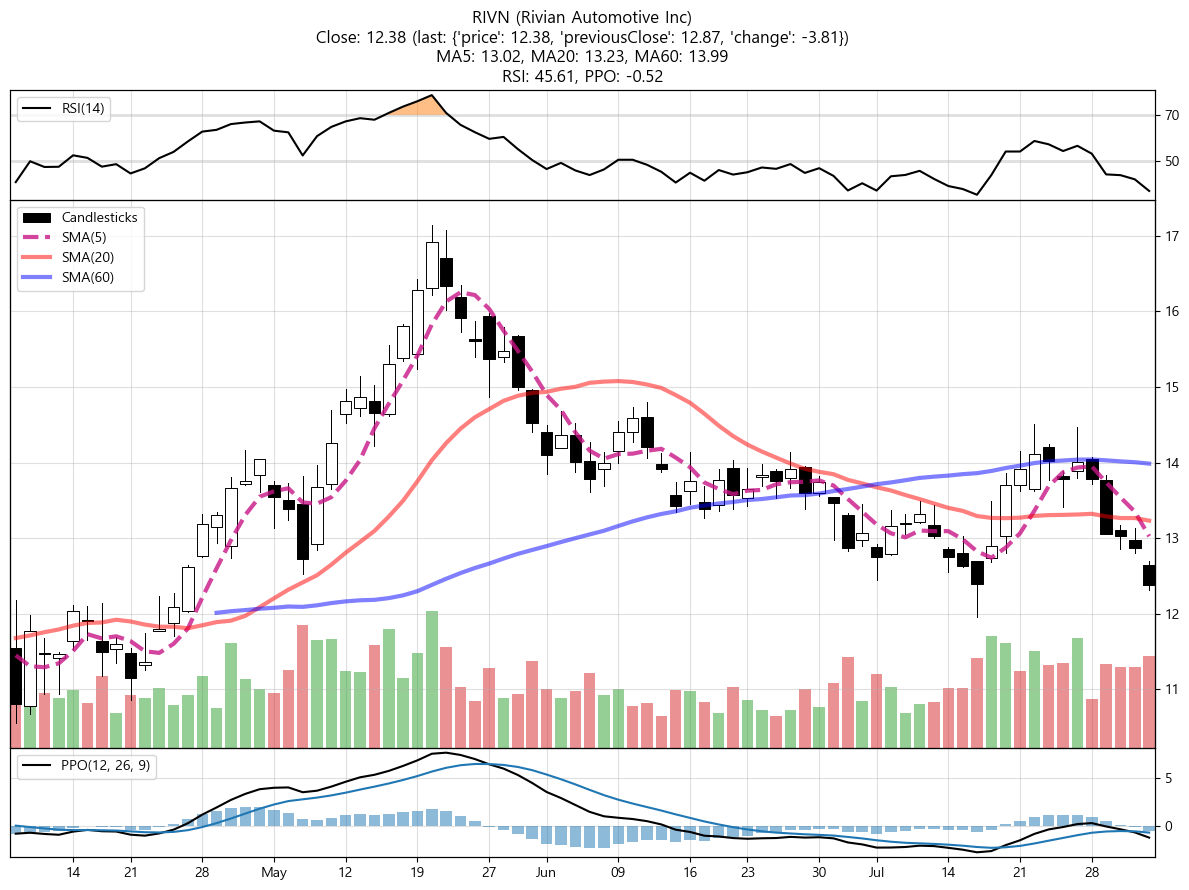 RIVN (Rivian Automotive Inc)
Close: 12.38 (last: {'price': 12.38, 'previousClose': 12.87, 'change': -3.81})
MA5: 13.02, MA20: 13.23, MA60: 13.99
RSI: 45.61, PPO: -0.52
RSI(14)
70
50
Candlesticks
SMA(5)
SMA(20)
SMA(60)
17
16
15
14
13
12
11
PPO(12, 26, 9)
5
0
14 21 28 May 12 19 27 Jun 09 16 23 30 Jul 14 21 28